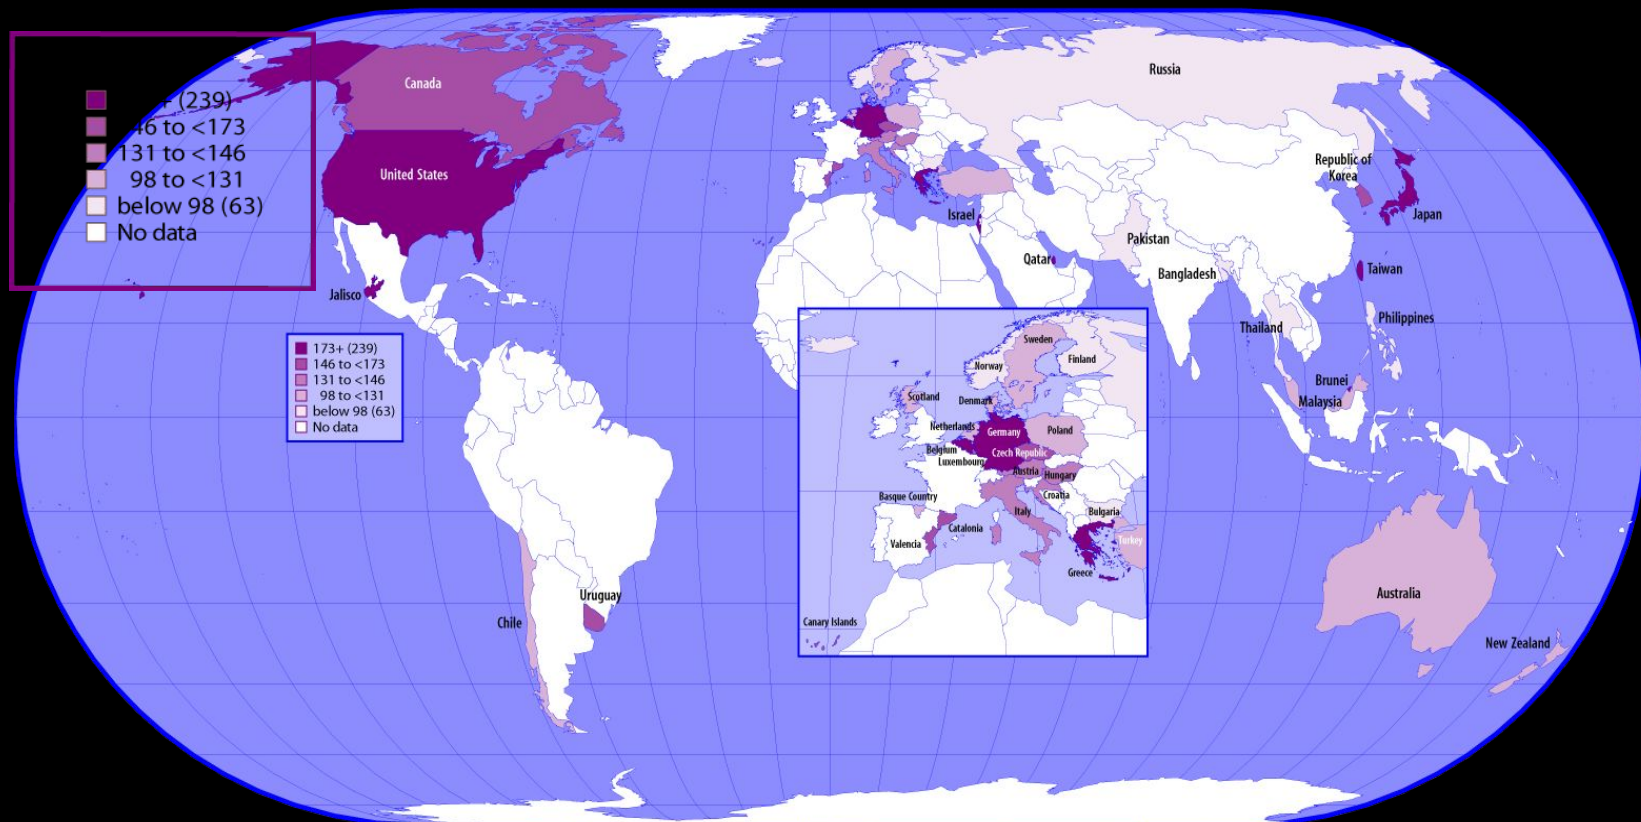 + (239)
46 to <173
131 to <146
98 to <131
below 98 (63)
No data
Canada
United States
Jalisco
173+ (239)
146 to <173
131 to <146
98 to <131
below 98 (63)
No data
Uruguay
Chile
Russia
Republic of
Korea
Japan
Israel
Pakistan
Qatar
Bangladesh
Taiwan
Thailand
Philippines
Brunei
Malaysia
Australia
New Zealand
Sweden
Norway
Finland
Scotland
Denmark
Netherlands
Germany
Poland
Belgium
Czech Republic
Luxembourg
Austria
Hungary
Croatia
Basque Country
Italy
Bulgaria
Catalonia
Valencia
Turkey
Greece
Canary Islands